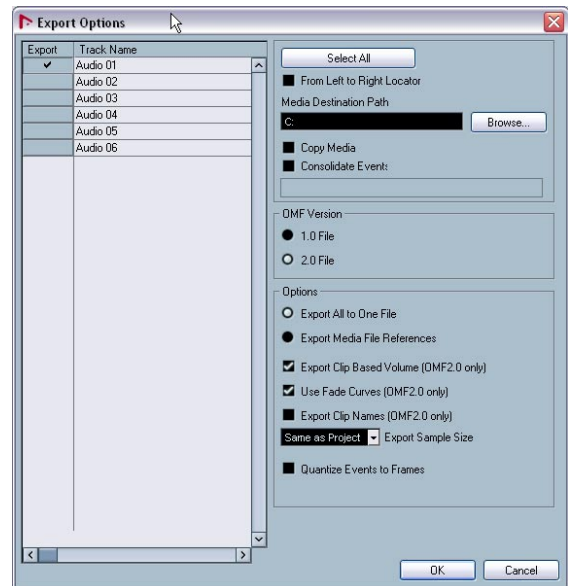 Export Options
Export Track Name
Audio 01
Audio 02
Audio 03
Audio 04
Audio 05
Audio 06
Select All
From Left to Right Locator
Media Destination Path
C:
Browse...
Copy Media
Consolidate Events
OMF Version
1.0 File
2.0 File
Options
Export All to One File
Export Media File References
Export Clip Based Volume (OMF2.0 only)
Use Fade Curves (OMF2.0 only)
Export Clip Names (OMF2.0 only)
Same as Project Export Sample Size
Quantize Events to Frames
OK Cancel